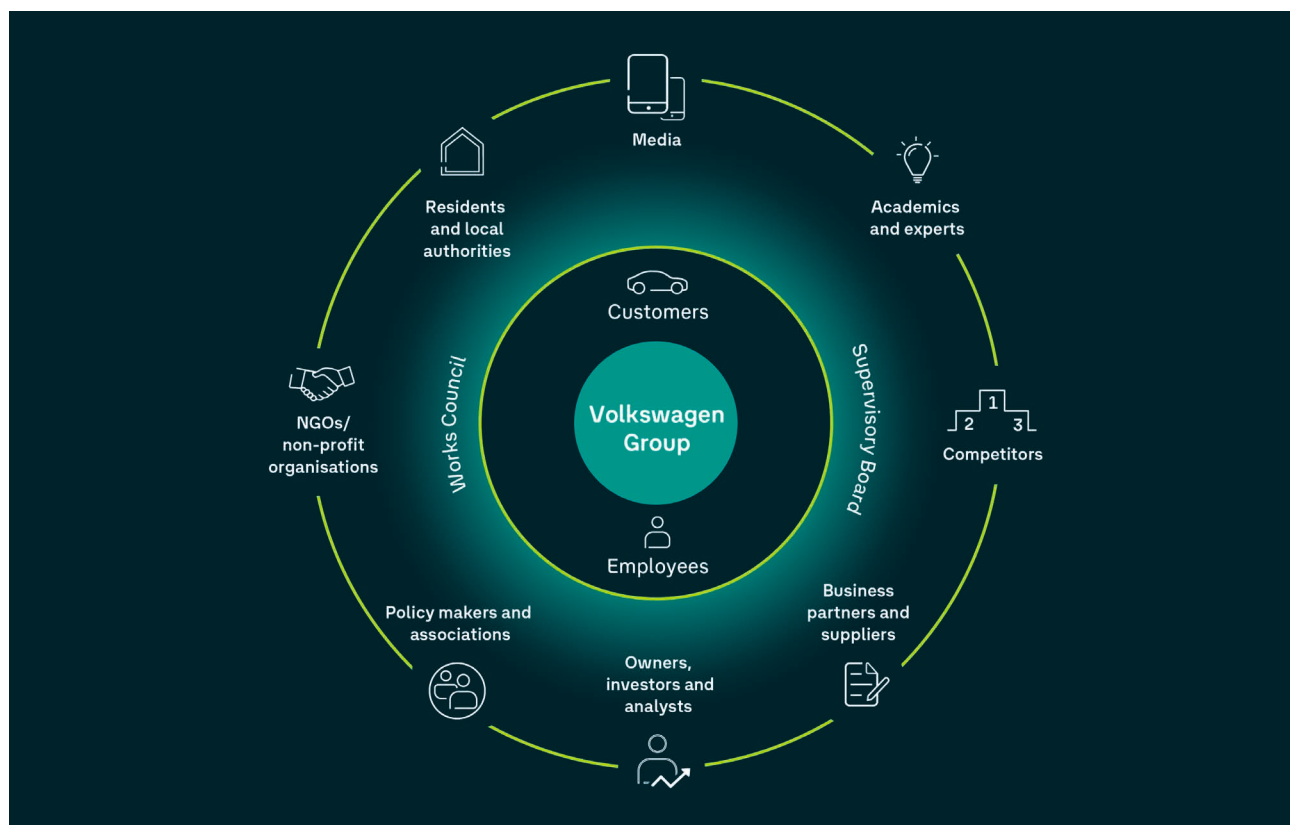 Media
Residents
and local
authorities
Academics
and experts
Customers
Works Council
Supervisory Board
Volkswagen
Group
NGOs/
non-profit
organisations
1
2
3
Competitors
Employees
Policy makers and
associations
Business
partners and
suppliers
Owners,
investors and
analysts